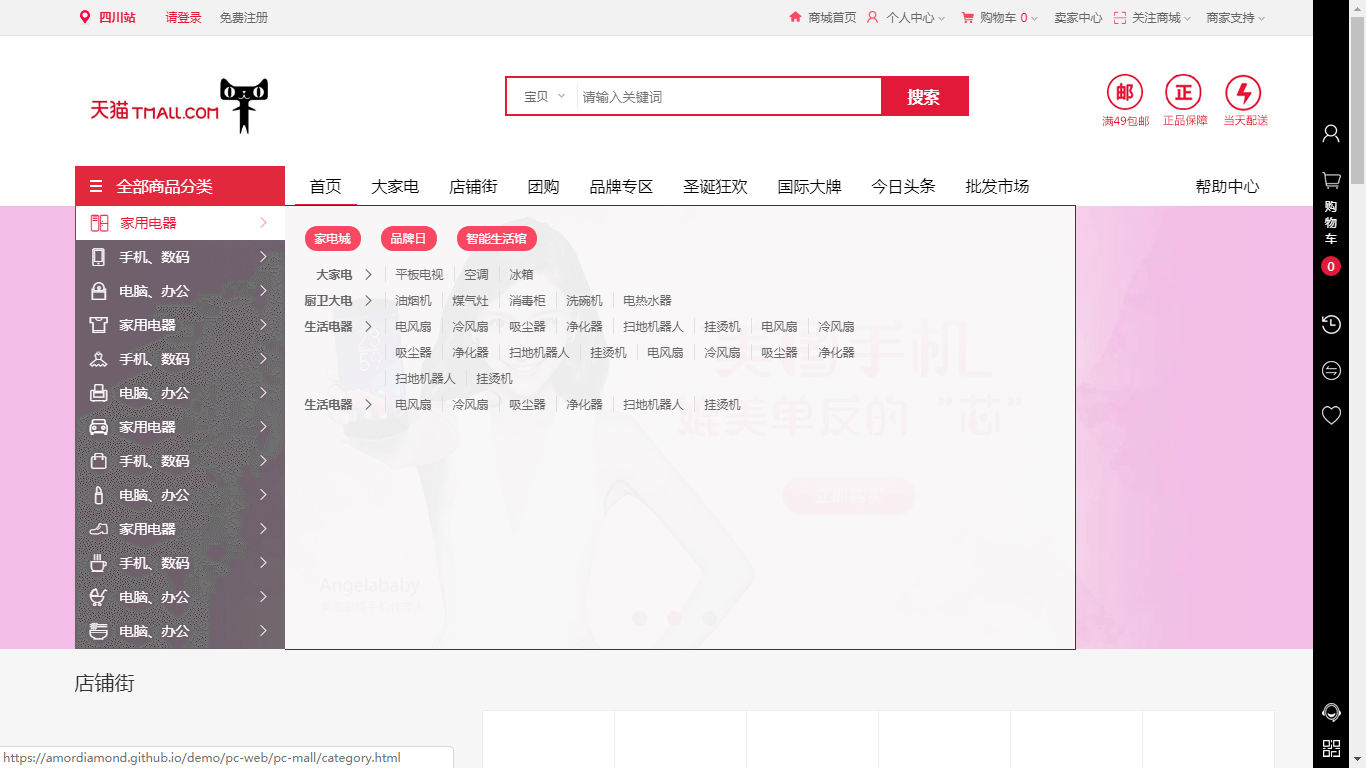 四川站 请登录 免费注册 商城首页 个人中心 购物车 0 卖家中心 关注商城 商家支持
天猫 TMALL.COM 宝贝 请输入关键词 搜索 邮 正
满49包邮 正品保障 当天配送
全部商品分类 首页 大家电 店铺街 团购 品牌专区 圣诞狂欢 国际大牌 今日头条 批发市场 帮助中心
家用电器
手机、数码
电脑、办公
家用电器
手机、数码
电脑、办公
家用电器
手机、数码
电脑、办公
家用电器
手机、数码
电脑、办公
电脑、办公
家电城 品牌日 智能生活馆
大家电 平板电视 空调 冰箱
厨卫大电 油烟机 煤气灶 消毒柜 洗碗机 电热水器
生活电器 电风扇 冷风扇 吸尘器 净化器 扫地机器人 挂烫机 电风扇 冷风扇
吸尘器 净化器 扫地机器人 挂烫机 电风扇 冷风扇 吸尘器 净化器
扫地机器人 挂烫机
生活电器 电风扇 冷风扇 吸尘器 净化器 扫地机器人 挂烫机
美图手机
媲美单反的“芯”
立即购买
Angelababy
购物车
0
店铺街
https://amordiamond.github.io/demo/pc-web/pc-mall/category.html